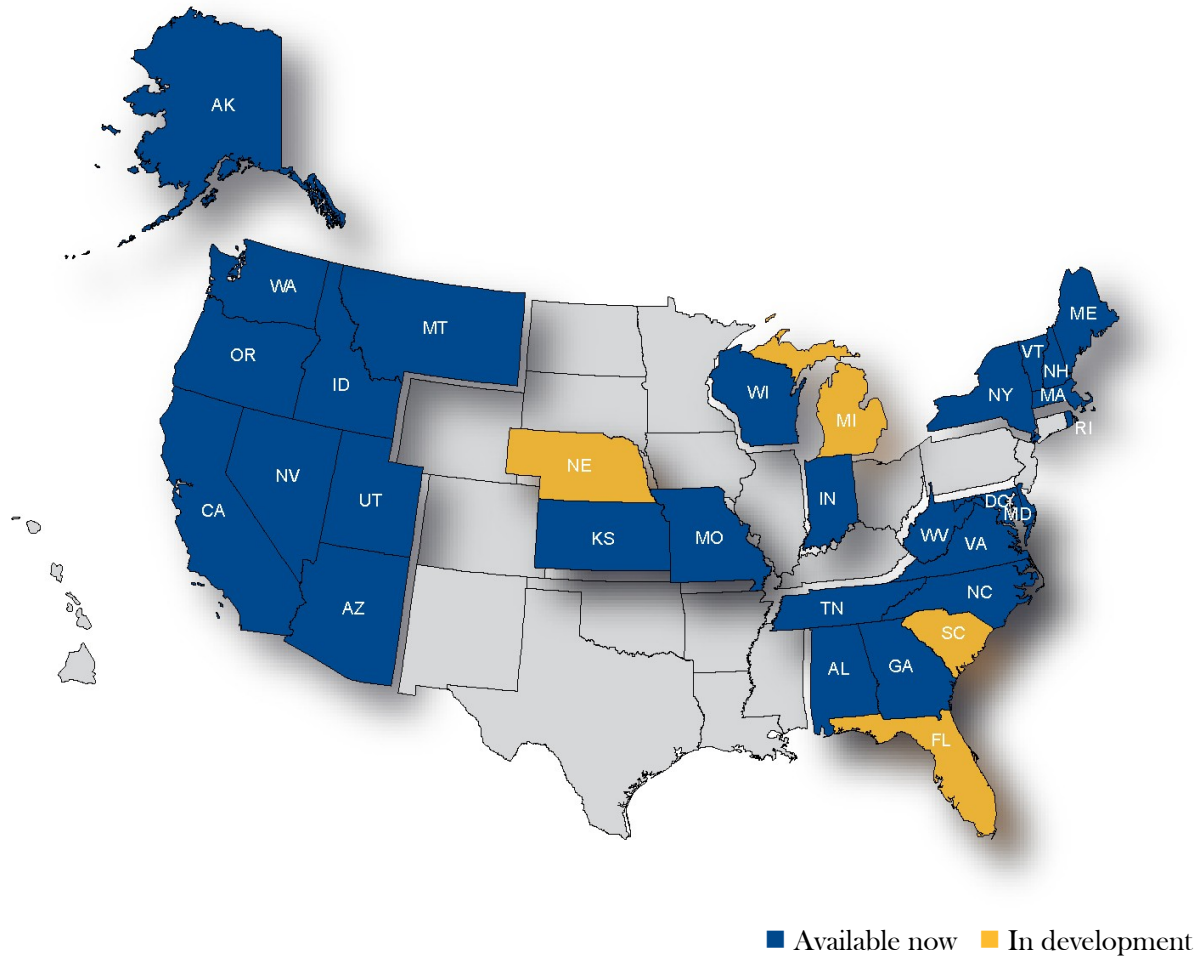 AK
WA
ME
MT
OR
VT
NH
ID
WI
NY
MA
MI
RI
NE
NV
IN
UT
DC
CA
MD
KS
MO
WV
VA
NC
AZ
TN
SC
AL
GA
FL
Available now
In development